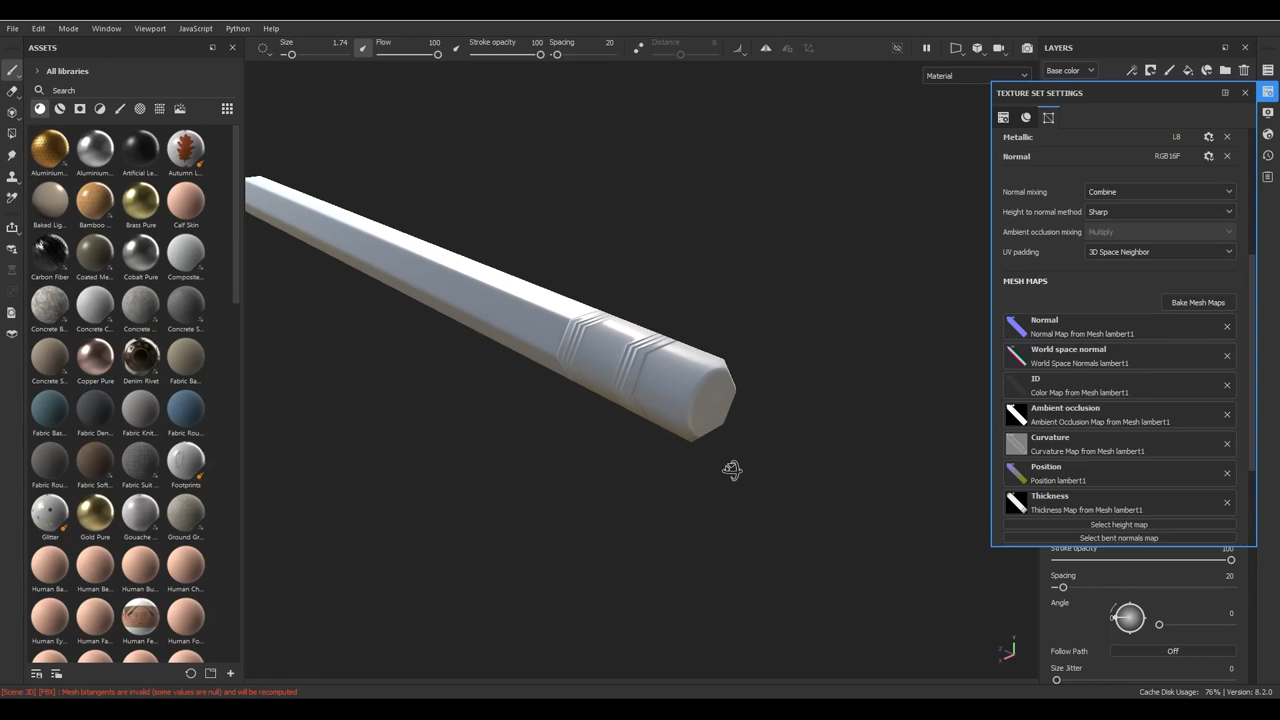 File Edit Mode Window Viewport JavaScript Python Help
ASSETS
All libraries
Search
Aluminium... Aluminium... Artificial Le... Autumn L...
Baked Lig... Bamboo ... Brass Pure Calf Skin
Carbon Fiber Coated Me... Cobalt Pure Composite...
Concrete B... Concrete C... Concrete ... Concrete S...
Concrete S... Copper Pure Denim Rivet Fabric Ba...
Fabric Bas... Fabric Den... Fabric Knit... Fabric Rou...
Fabric Rou... Fabric Soft... Fabric Suit... Footprints
Glitter Gold Pure Gouache ... Ground Gr...
Human Ba... Human Be... Human Bu... Human Ch...
Human Ey... Human Fa... Human Fe... Human Fo...
Size 1.74 Flow 100 Stroke opacity 100 Spacing 20 Distance 8
Material
LAYERS
Base color
TEXTURE SET SETTINGS
Metallic L8
Normal RGB16F
Normal mixing Combine
Height to normal method Sharp
Ambient occlusion mixing Multiply
UV padding 3D Space Neighbor
MESH MAPS
Bake Mesh Maps
Normal
Normal Map from Mesh lambert1
World space normal
World Space Normals lambert1
ID
Color Map from Mesh lambert1
Ambient occlusion
Ambient Occlusion Map from Mesh lambert1
Curvature
Curvature Map from Mesh lambert1
Position
Position lambert1
Thickness
Thickness Map from Mesh lambert1
Select height map
Select bent normals map
Stroke opacity 100
Spacing 20
Angle 0
Follow Path Off
Size Jitter 0
Y
Z
X
[Scene 3D] [FBX] : Mesh bitangents are invalid (some values are null) and will be recomputed
Cache Disk Usage: 76% | Version: 8.2.0